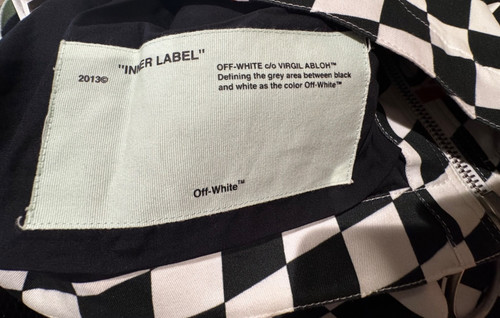 "INNER LABEL"
2013©
OFF-WHITE c/o VIRGIL ABLOH™
Defining the grey area between black
and white as the color Off-White™
Off-White™